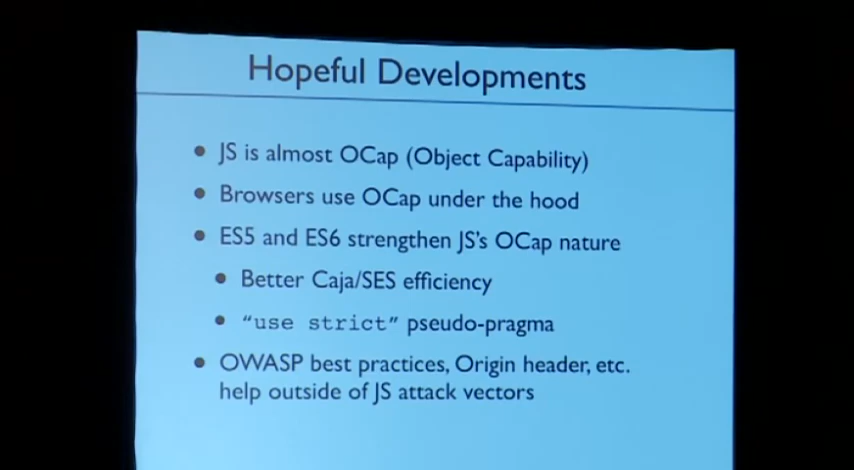 Hopeful Developments
• JS is almost OCap (Object Capability)
• Browsers use OCap under the hood
• ES5 and ES6 strengthen JS's OCap nature
• Better Caja/SES efficiency
• "use strict" pseudo-pragma
• OWASP best practices, Origin header, etc.
help outside of JS attack vectors